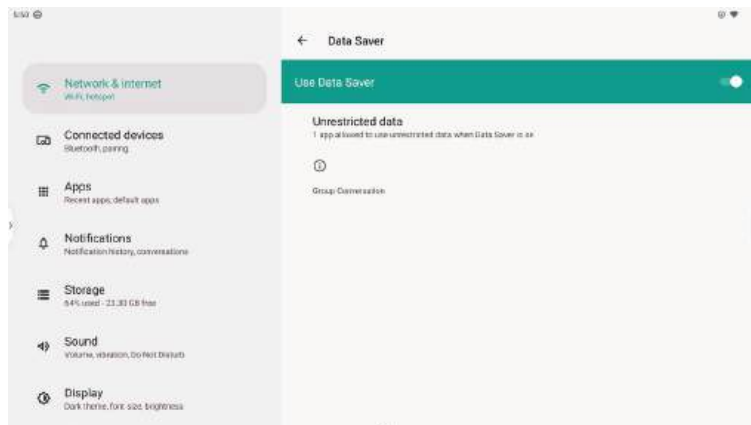 5:50
Network & internet
Wi-Fi, hotspot
Connected devices
Bluetooth, pairing
Apps
Recent apps, default apps
Notifications
Notification history, conversations
Storage
64% used - 23.30 GB free
Sound
Volume, vibration, Do Not Disturb
Display
Dark theme, font size, brightness
Data Saver
Use Data Saver
Unrestricted data
1 app allowed to use unrestricted data when Data Saver is on
Group Conversation